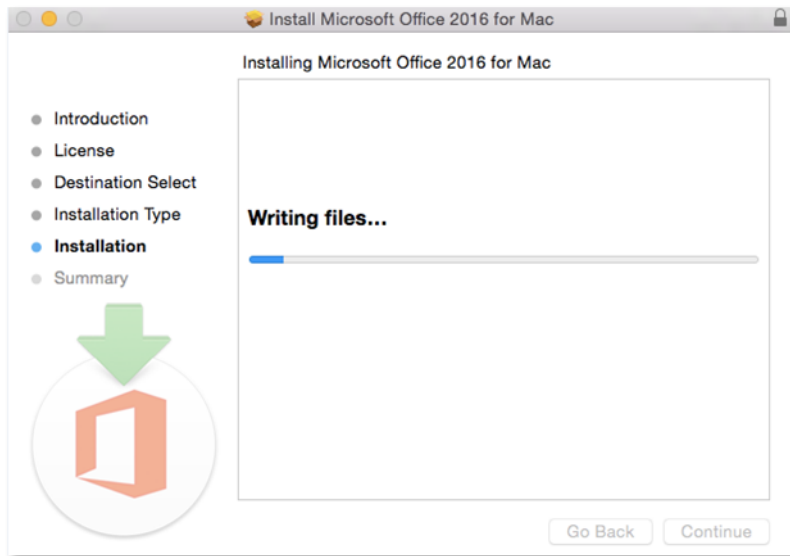 Install Microsoft Office 2016 for Mac
Installing Microsoft Office 2016 for Mac
Introduction
License
Destination Select
Installation Type
Installation
Summary
Writing files...
Go Back
Continue